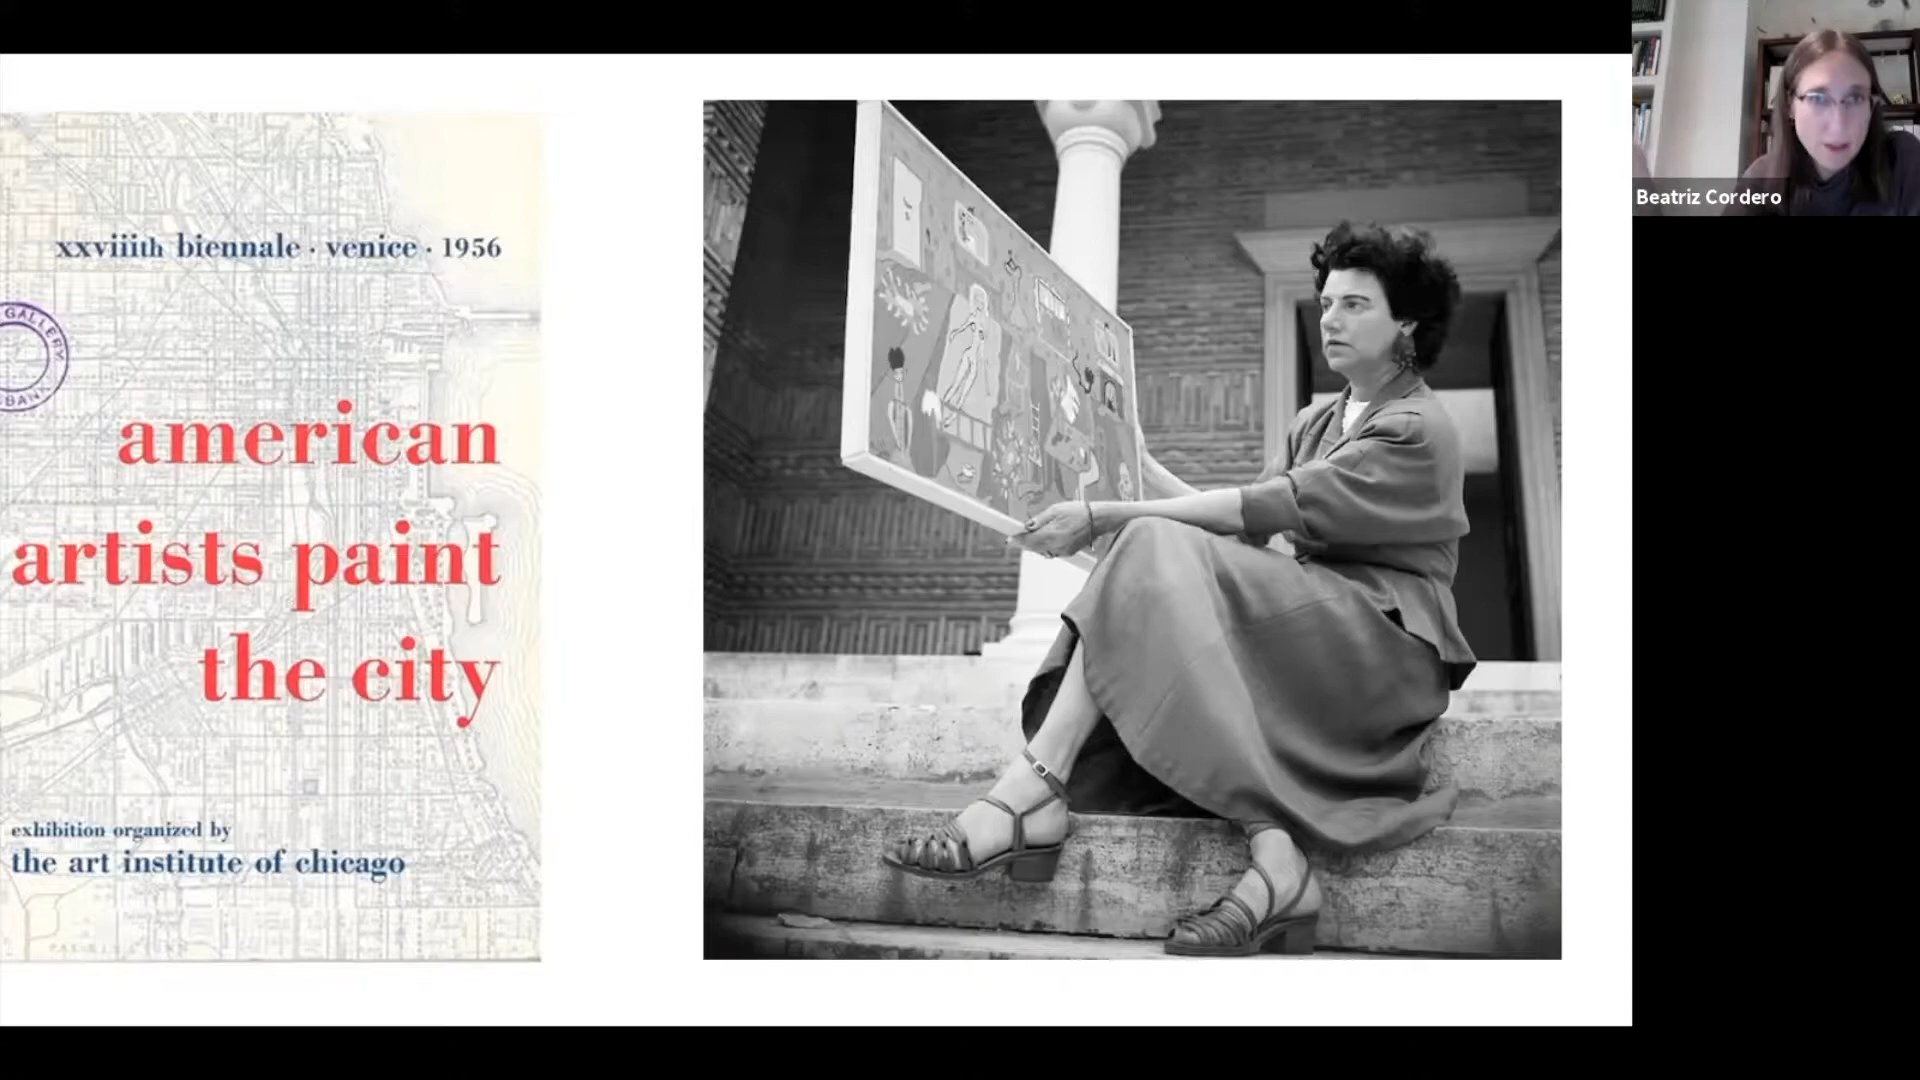 xxviiith biennale · venice · 1956
GALLERY
american
artists paint
the city
exhibition organized by
the art institute of chicago
Beatriz Cordero